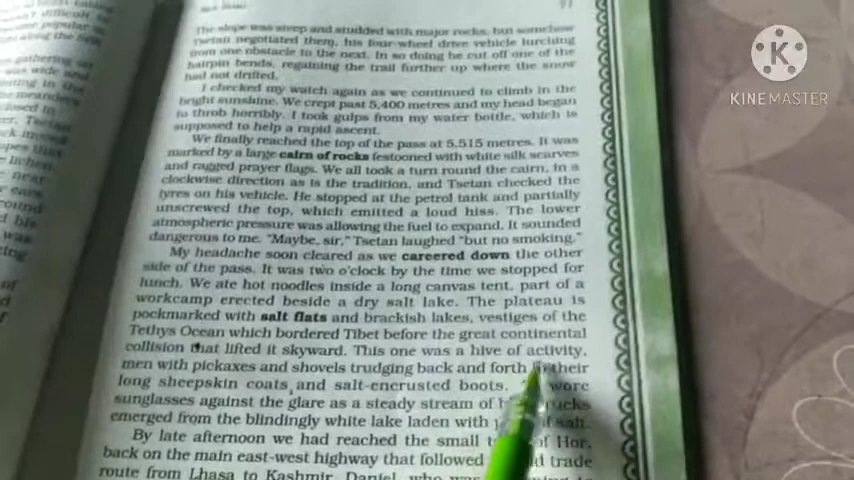 SILK ROAD
The slope was steep and studded with major rocks, but somehow
Tsetan negotiated them, his four-wheel drive vehicle lurching
from one obstacle to the next. In so doing he cut off one of the
hairpin bends, regaining the trail further up where the snow
had not drifted.
I checked my watch again as we continued to climb in the
bright sunshine. We crept past 5,400 metres and my head began
to throb horribly. I took gulps from my water bottle, which is
supposed to help a rapid ascent.
We finally reached the top of the pass at 5,515 metres. It was
marked by a large cairn of rocks festooned with white silk scarves
and ragged prayer flags. We all took a turn round the cairn, in a
clockwise direction as is the tradition, and Tsetan checked the
tyres on his vehicle. He stopped at the petrol tank and partially
unscrewed the top, which emitted a loud hiss. The lower
atmospheric pressure was allowing the fuel to expand. It sounded
dangerous to me. “Maybe, sir,” Tsetan laughed “but no smoking.”
My headache soon cleared as we careered down the other
side of the pass. It was two o'clock by the time we stopped for
lunch. We ate hot noodles inside a long canvas tent, part of a
workcamp erected beside a dry salt lake. The plateau is
pockmarked with salt flats and brackish lakes, vestiges of the
Tethys Ocean which bordered Tibet before the great continental
collision that lifted it skyward. This one was a hive of activity,
men with pickaxes and shovels trudging back and forth their
long sheepskin coats and salt-encrusted boots. wore
sunglasses against the glare as a steady stream of
emerged from the blindingly white lake laden with of salt.
By late afternoon we had reached the small of Hor,
back on the main east-west highway that followed trade
route from Lhasa to Kashmir. Daniel, who was
KINEMASTER